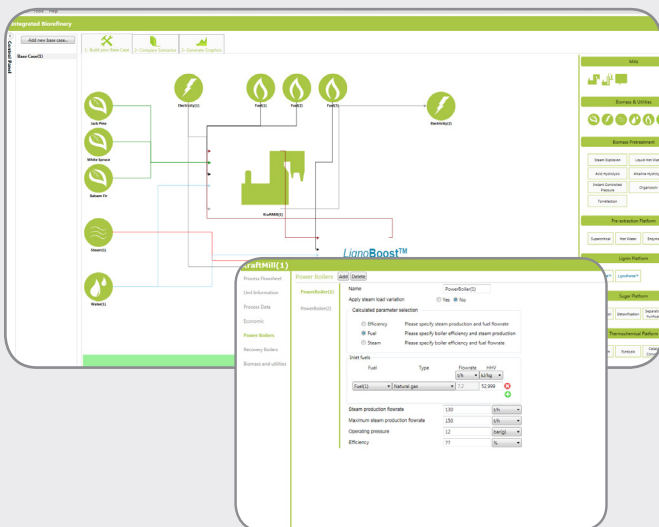 Help
Integrated Biorefinery
Control Panel
Add new base case...
Base Case(1)
1- Build your Base Case
2- Compare Scenarios
3- Generate Graphics
Electricity(1)
Fuel(1)
Fuel(2)
Electricity(2)
Jack Pine
White Spruce
Balsam Fir
KraftMill(1)
Steam(1)
Water(1)
LignoBoost™
Mills
Biomass & Utilities
Biomass Pretreatment
Steam Explosion
Acid Hydrolysis
Instant Controlled
Pressure
Organosolv
Torrefaction
Pre-extraction Platform
Supercritical
Hot Water
Lignin Platform
Sugar Platform
Detoxification
Thermochemical Platform
KraftMill(1)
Process Flowsheet
Unit Information
Process Data
Economic
Power Boilers
Recovery Boilers
Biomass and utilities
Power Boilers
Add
Delete
PowerBoiler(1)
PowerBoiler(2)
Name
PowerBoiler(1)
Apply steam load variation
Yes
No
Calculated parameter selection
Efficiency
Please specify steam production and fuel flowrate
Fuel
Please specify boiler efficiency and steam production
Steam
Please specify boiler efficiency and fuel flowrate
Inlet fuels
Fuel
Type
Flowrate
HHV
t/h
kJ/kg
Fuel(1)
Natural gas
7.2
52,999
Steam production flowrate
130
t/h
Maximum steam production flowrate
150
t/h
Operating pressure
12
bar(g)
Efficiency
77
%